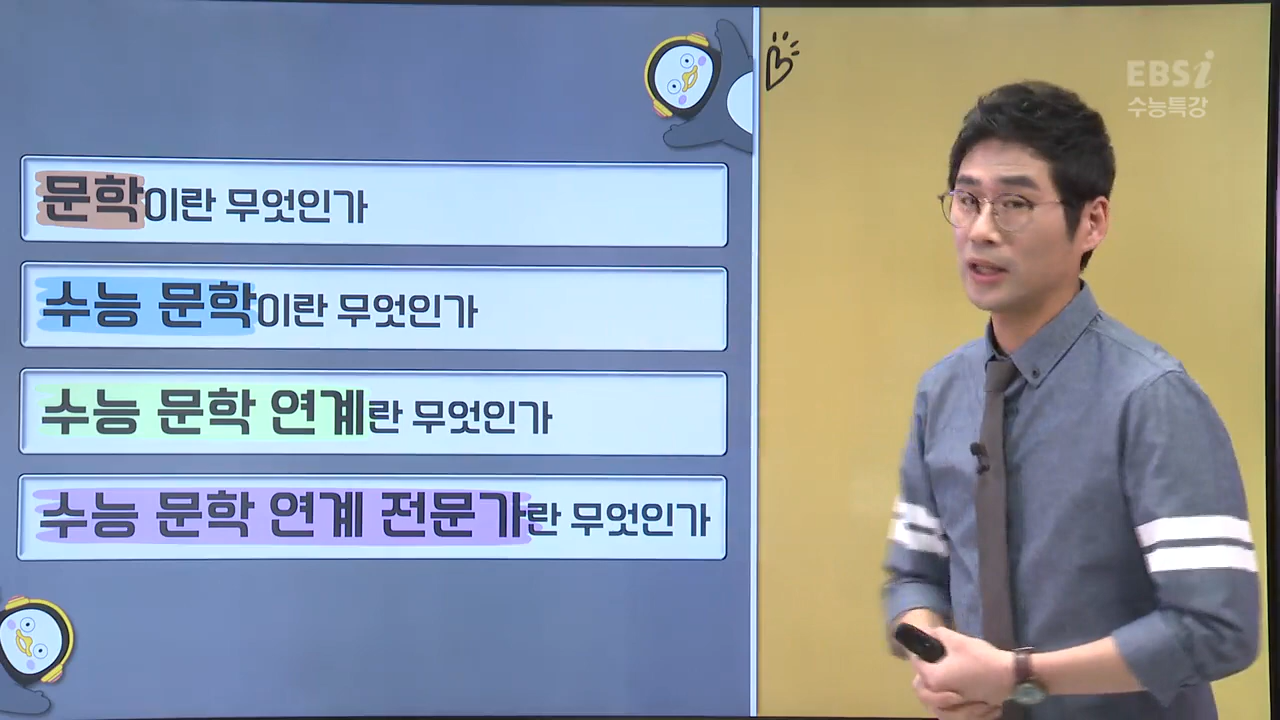 EBSi
수능특강
문학이란 무엇인가
수능 문학이란 무엇인가
수능 문학 연계란 무엇인가
수능 문학 연계 전문가란 무엇인가